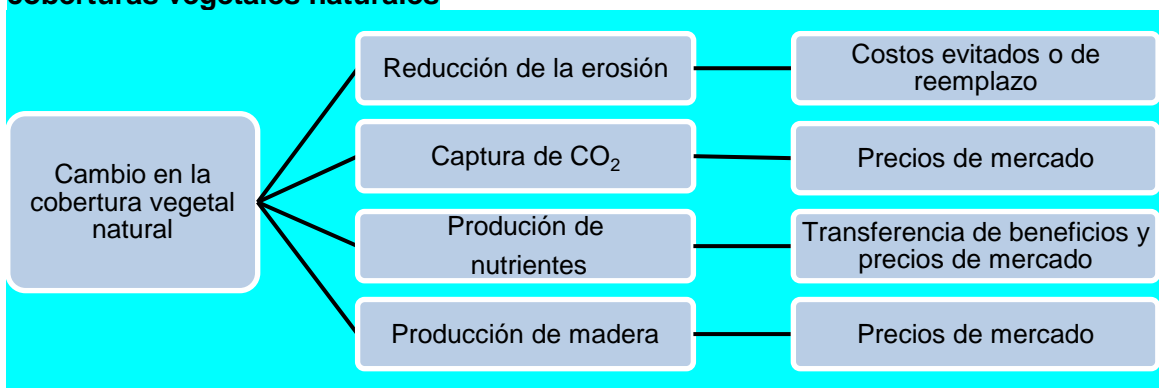 coberturas vegetales naturales
Cambio en la
cobertura vegetal
natural
Reducción de la erosión
Costos evitados o de
reemplazo
Captura de CO₂
Precios de mercado
Produción de
nutrientes
Transferencia de beneficios y
precios de mercado
Producción de madera
Precios de mercado